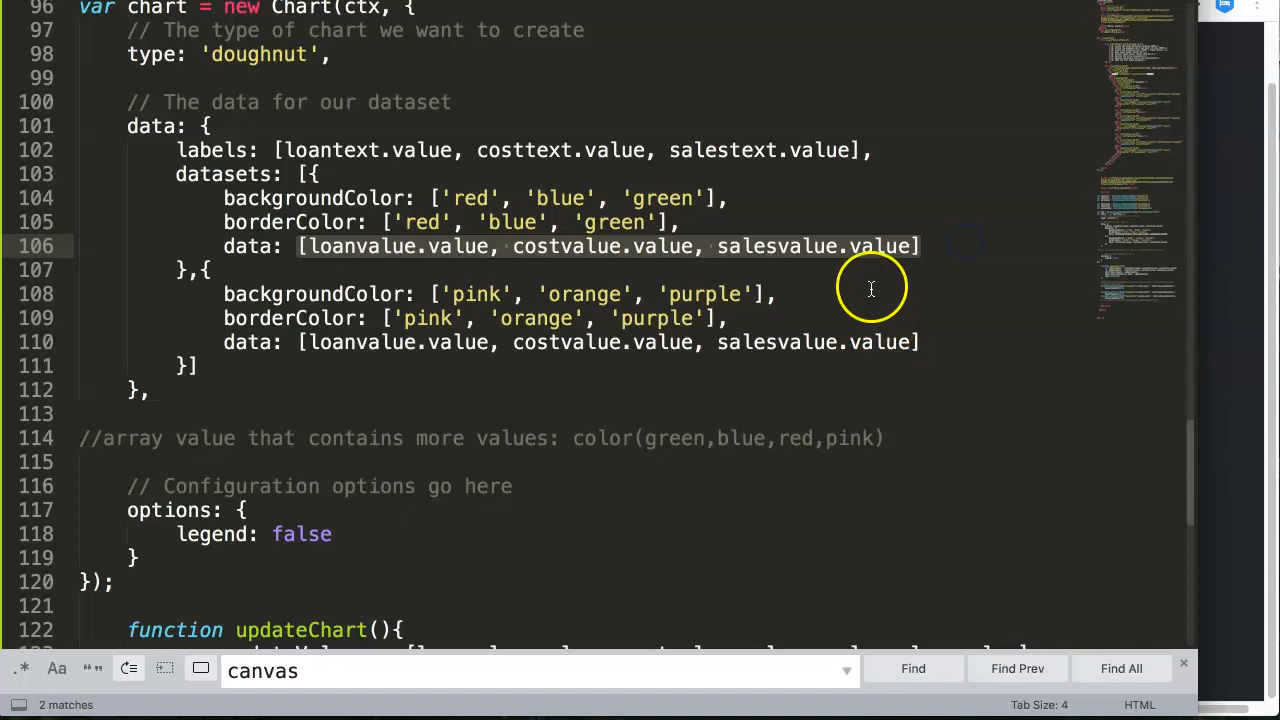 96 var chart = new Chart(ctx, {
97 // The type of chart we want to create
98 type: 'doughnut',
99
100 // The data for our dataset
101 data: {
102 labels: [loantext.value, costtext.value, salestext.value],
103 datasets: [{
104 backgroundColor: ['red', 'blue', 'green'],
105 borderColor: ['red', 'blue', 'green'],
106 data: [loanvalue.value, costvalue.value, salesvalue.value]
107 },{
108 backgroundColor: ['pink', 'orange', 'purple'],
109 borderColor: ['pink', 'orange', 'purple'],
110 data: [loanvalue.value, costvalue.value, salesvalue.value]
111 }]
112 },
113
114 //array value that contains more values: color(green,blue,red,pink)
115
116 // Configuration options go here
117 options: {
118 legend: false
119 }
120 });
121
122 function updateChart(){
.* Aa “” canvas Find Find Prev Find All
2 matches Tab Size: 4 HTML